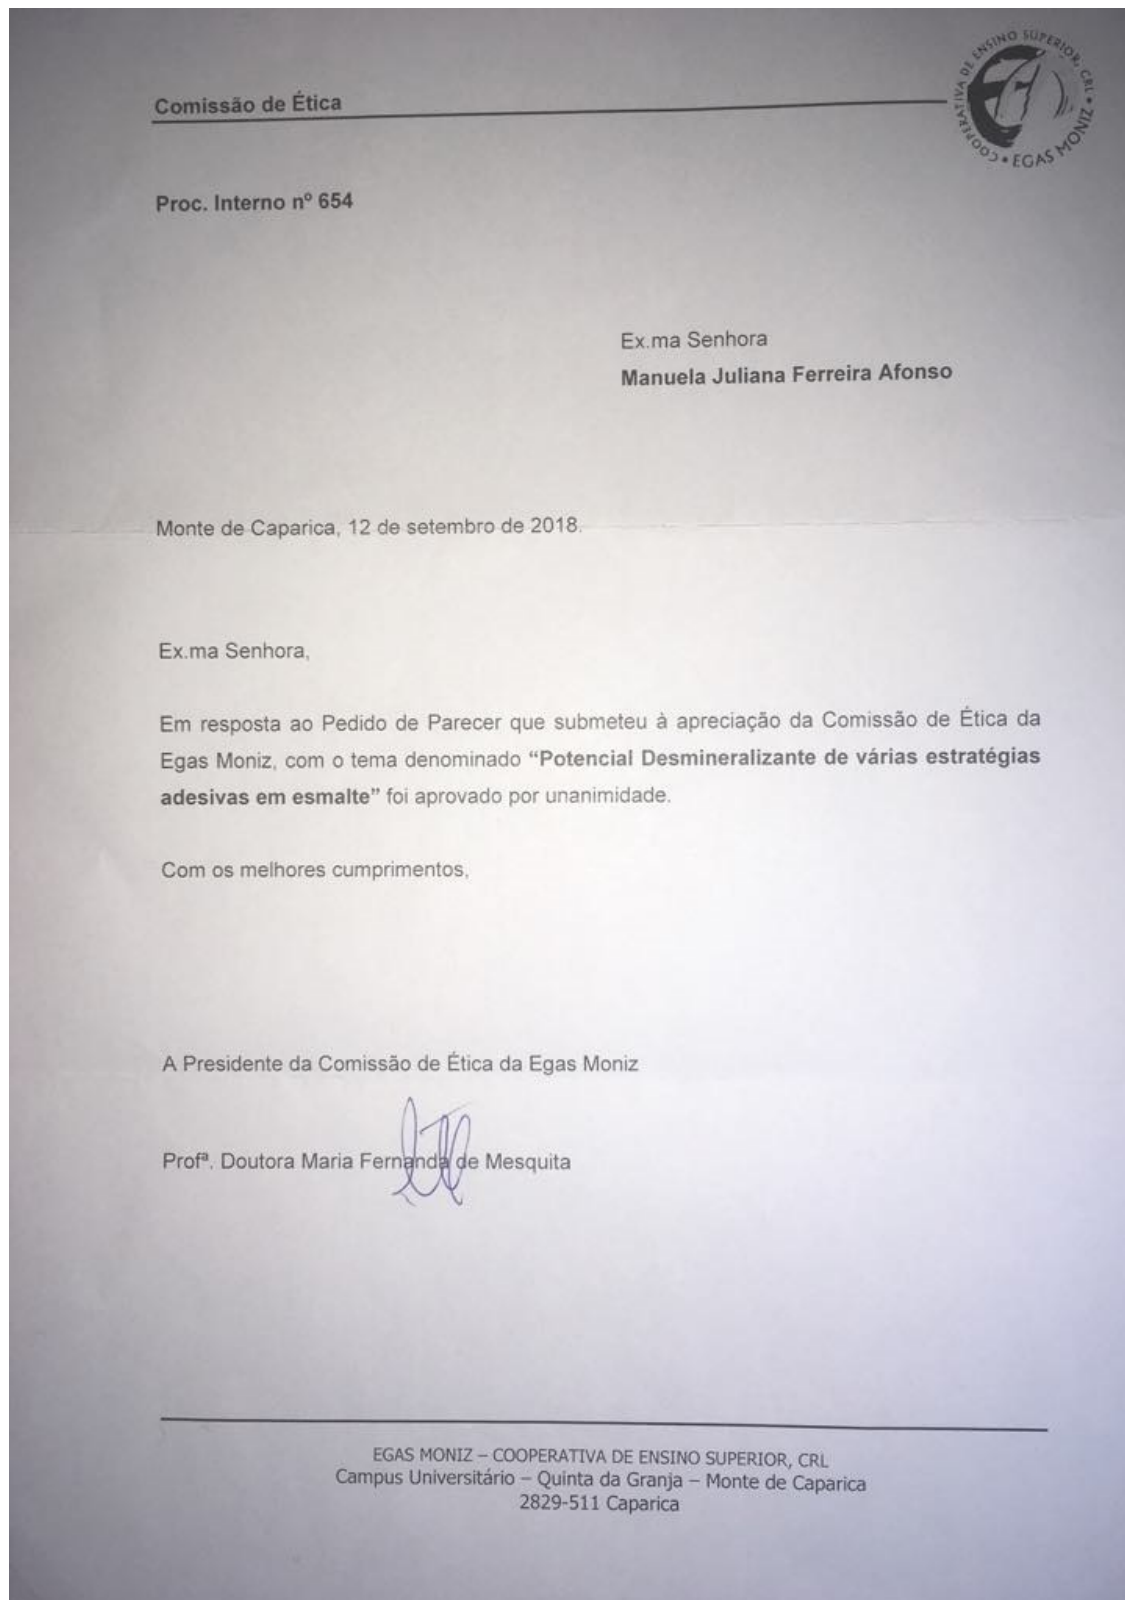 Comissão de Ética
COOPERATIVA DE ENSINO SUPERIOR, CRL • EGAS MONIZ •
Proc. Interno nº 654
Ex.ma Senhora
Manuela Juliana Ferreira Afonso
Monte de Caparica, 12 de setembro de 2018.
Ex.ma Senhora,
Em resposta ao Pedido de Parecer que submeteu à apreciação da Comissão de Ética da
Egas Moniz, com o tema denominado “Potencial Desmineralizante de várias estratégias
adesivas em esmalte” foi aprovado por unanimidade.
Com os melhores cumprimentos,
A Presidente da Comissão de Ética da Egas Moniz
Profª. Doutora Maria Fernanda de Mesquita
EGAS MONIZ – COOPERATIVA DE ENSINO SUPERIOR, CRL
Campus Universitário – Quinta da Granja – Monte de Caparica
2829-511 Caparica